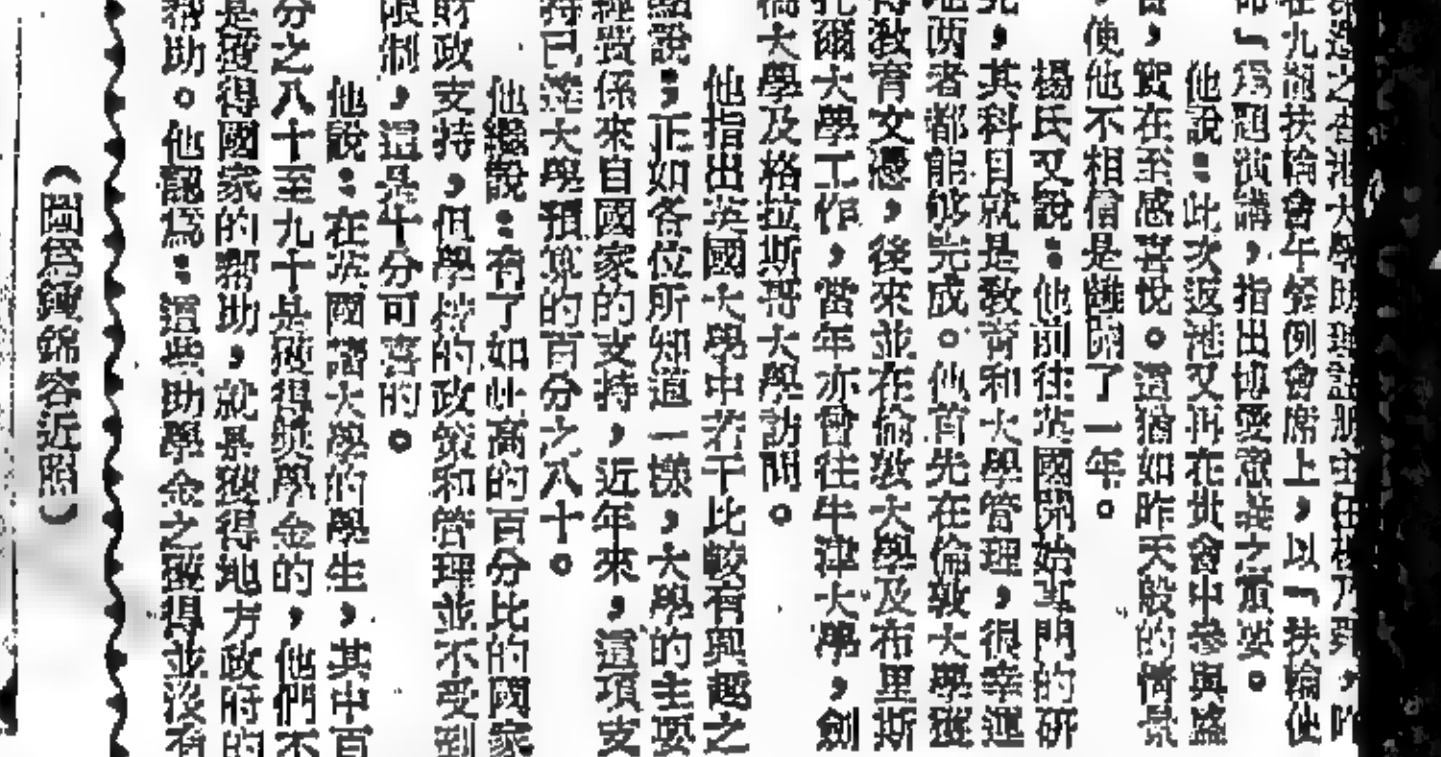 在九龍扶輪會午餐例會席上，以「扶輪使
命」爲題演講，指出博愛意義之重要。
他說：此次返港又再在此會中參與盛
會，實在至感喜悅。這猶如昨天般的情景
，使他不相信是離開了一年。
楊氏又說：他前往英國開始專門的研
究，其科目就是敎育和大學管理，很幸運
地兩者都能够完成。他首先在倫敦大學獲
得敎育文憑，後來並在倫敦大學及布里斯
托爾大學工作，當年亦曾往牛津大學，劍
橋大學及格拉斯哥大學訪問。
他指出英國大學中若干比較有興趣之
點說；正如各位所知道一樣，大學的主要
經費係來自國家的支持，近年來，這項支
持已達大學預算的百分之八十。
他繼說：有了如此高的百分比的國家
財政支持，但學校的政策和管理並不受到
限制，這是十分可喜的。
他說：在英國諸大學的學生，其中百
分之八十至九十是獲得獎學金的，他們不
是獲得國家的幫助，就是獲得地方政府的
幫助。他認爲：這些助學金之獲得並沒有
（圖爲鍾錦容近照）